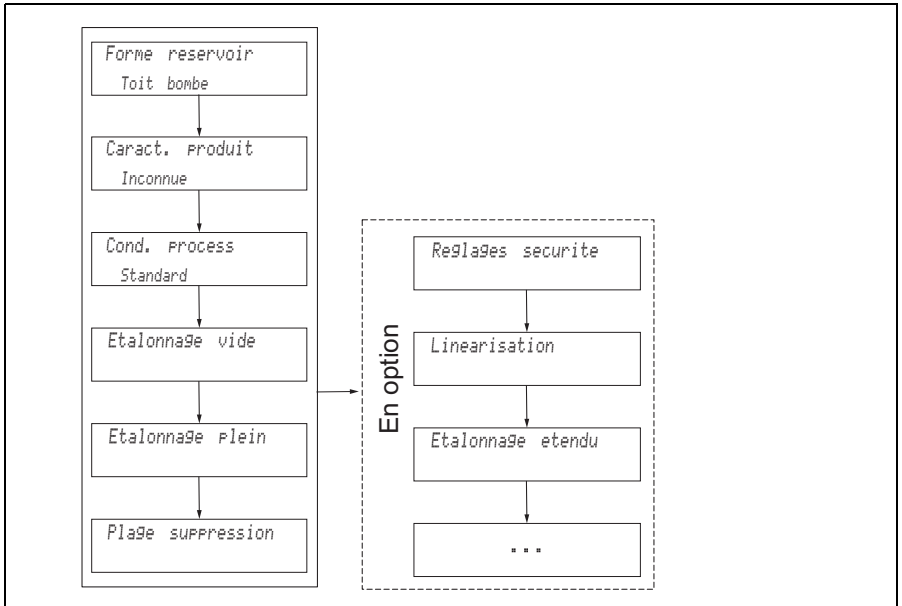 Forme reservoir
Toit bombe
Caract. produit
Inconnue
Cond. process
Standard
Etalonnage vide
Etalonnage plein
Plage suppression
En option
Reglages securite
Linearisation
Etalonnage etendu
...